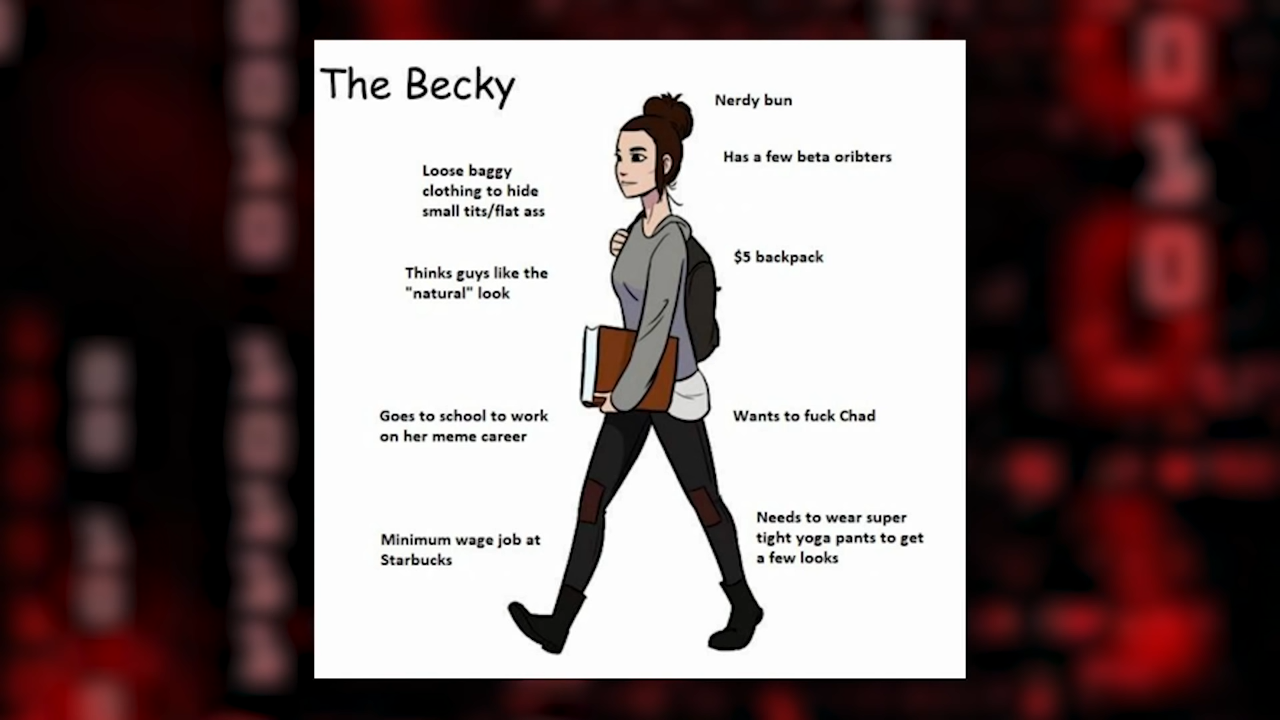 The Becky
Nerdy bun
Has a few beta oribters
Loose baggy
clothing to hide
small tits/flat ass
$5 backpack
Thinks guys like the
"natural" look
Goes to school to work
on her meme career
Wants to fuck Chad
Needs to wear super
tight yoga pants to get
a few looks
Minimum wage job at
Starbucks